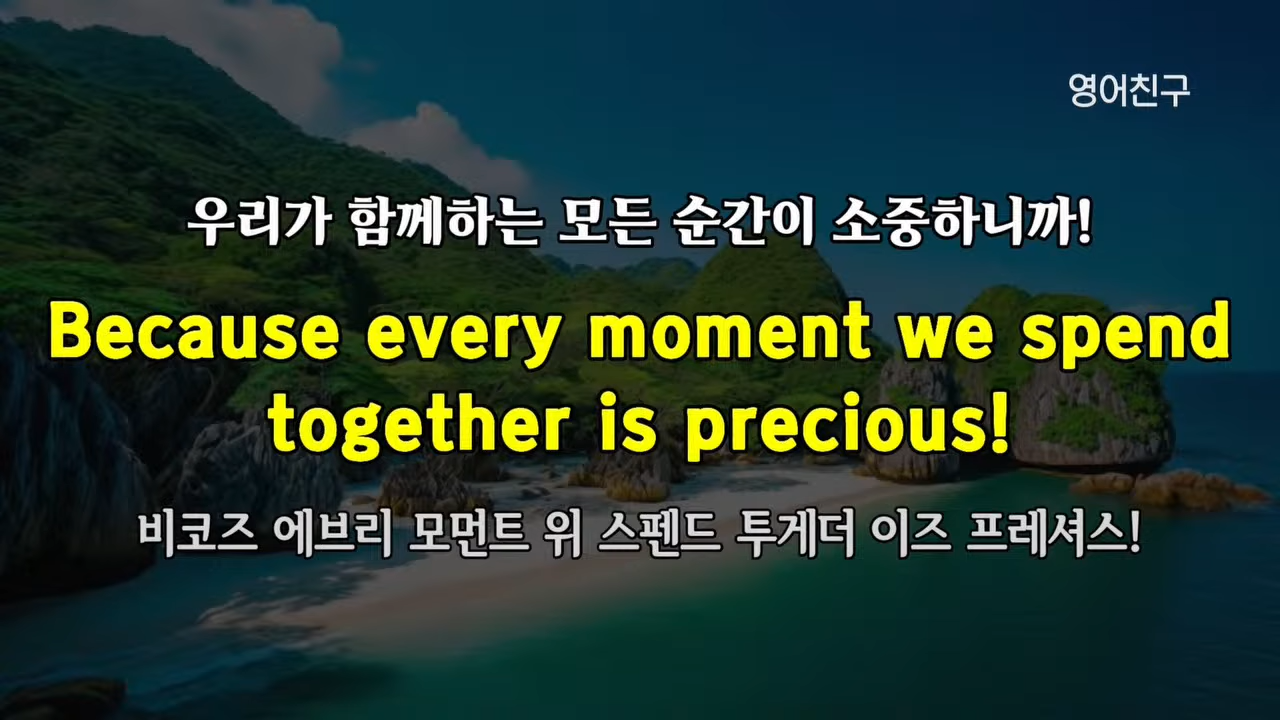 영어친구
우리가 함께하는 모든 순간이 소중하니까!
Because every moment we spend
together is precious!
비코즈 에브리 모먼트 위 스펜드 투게더 이즈 프레셔스!